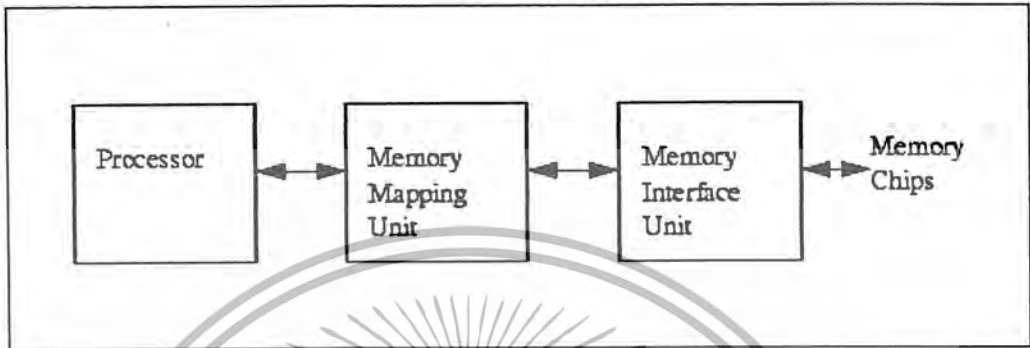 Processor
Memory
Mapping
Unit
Memory
Interface
Unit
Memory
Chips